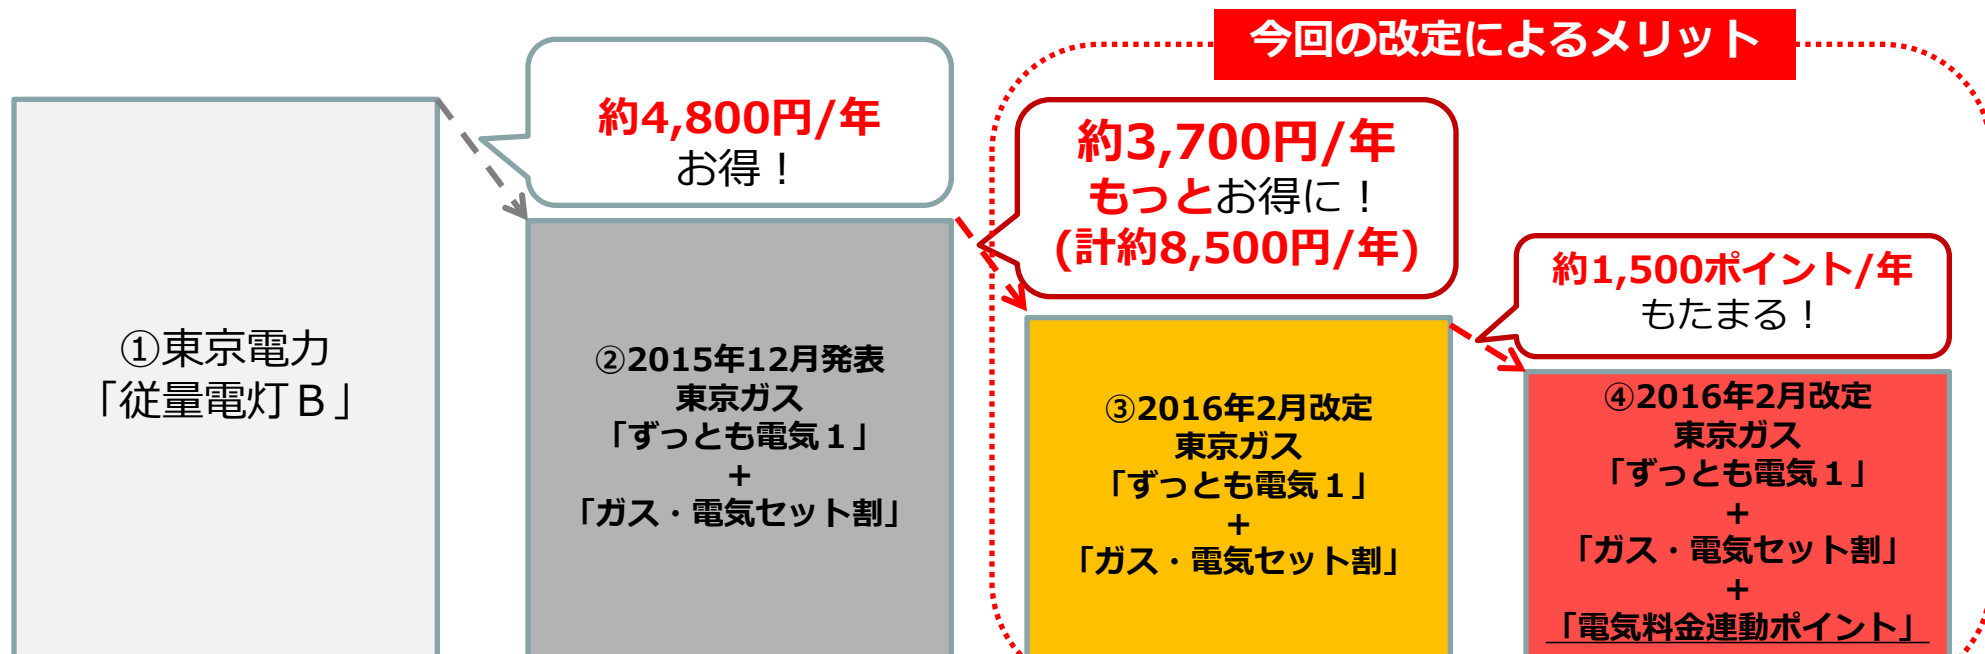 今回の改定によるメリット
約4,800円/年
お得！
約3,700円/年
もっとお得に！
(計約8,500円/年)
約1,500ポイント/年
もたまる！
①東京電力
「従量電灯Ｂ」
②2015年12月発表
東京ガス
「ずっとも電気１」
+
「ガス・電気セット割」
③2016年2月改定
東京ガス
「ずっとも電気１」
+
「ガス・電気セット割」
④2016年2月改定
東京ガス
「ずっとも電気１」
+
「ガス・電気セット割」
+
「電気料金連動ポイント」